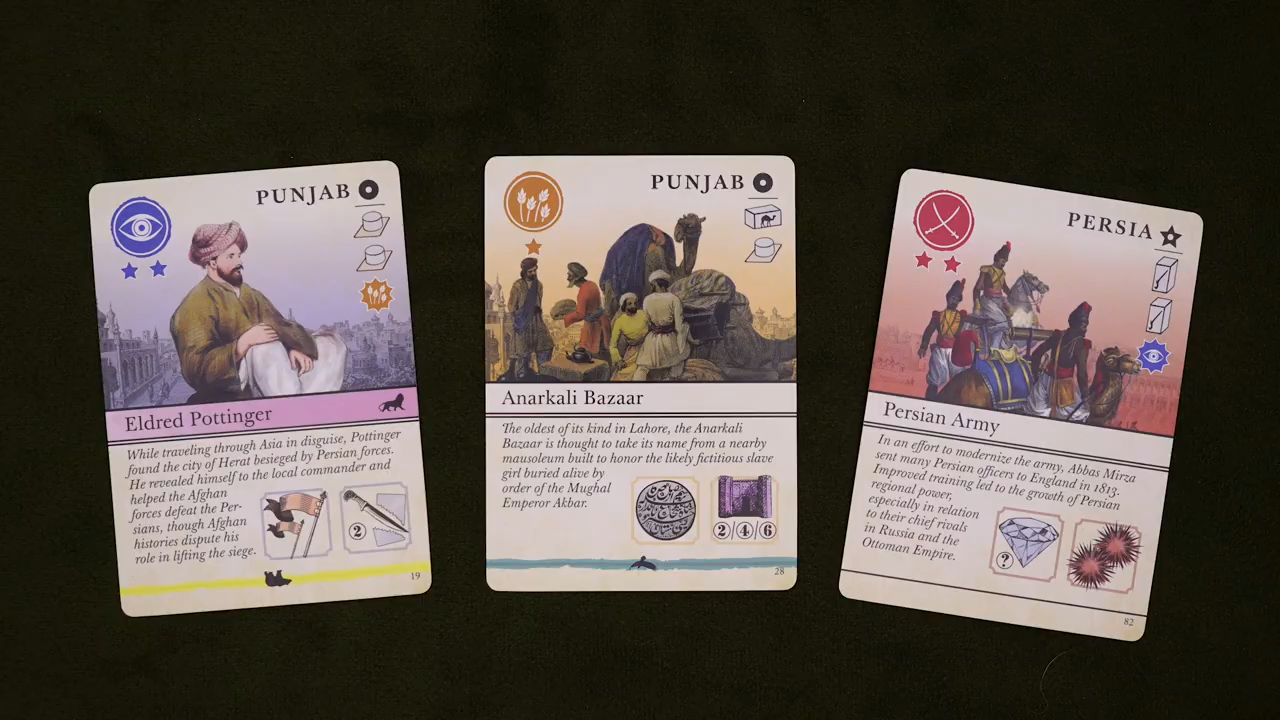 PUNJAB
Eldred Pottinger
While traveling through Asia in disguise, Pottinger
found the city of Herat besieged by Persian forces.
He revealed himself to the local commander and
helped the Afghan
forces defeat the Per-
sians, though Afghan
histories dispute his
role in lifting the siege.
2
19
PUNJAB
Anarkali Bazaar
The oldest of its kind in Lahore, the Anarkali
Bazaar is thought to take its name from a nearby
mausoleum built to honor the likely fictitious slave
girl buried alive by
order of the Mughal
Emperor Akbar.
2/4/6
28
PERSIA
Persian Army
In an effort to modernize the army, Abbas Mirza
sent many Persian officers to England in 1813.
Improved training led to the growth of Persian
regional power,
especially in relation
to their chief rivals
in Russia and the
Ottoman Empire.
?
82